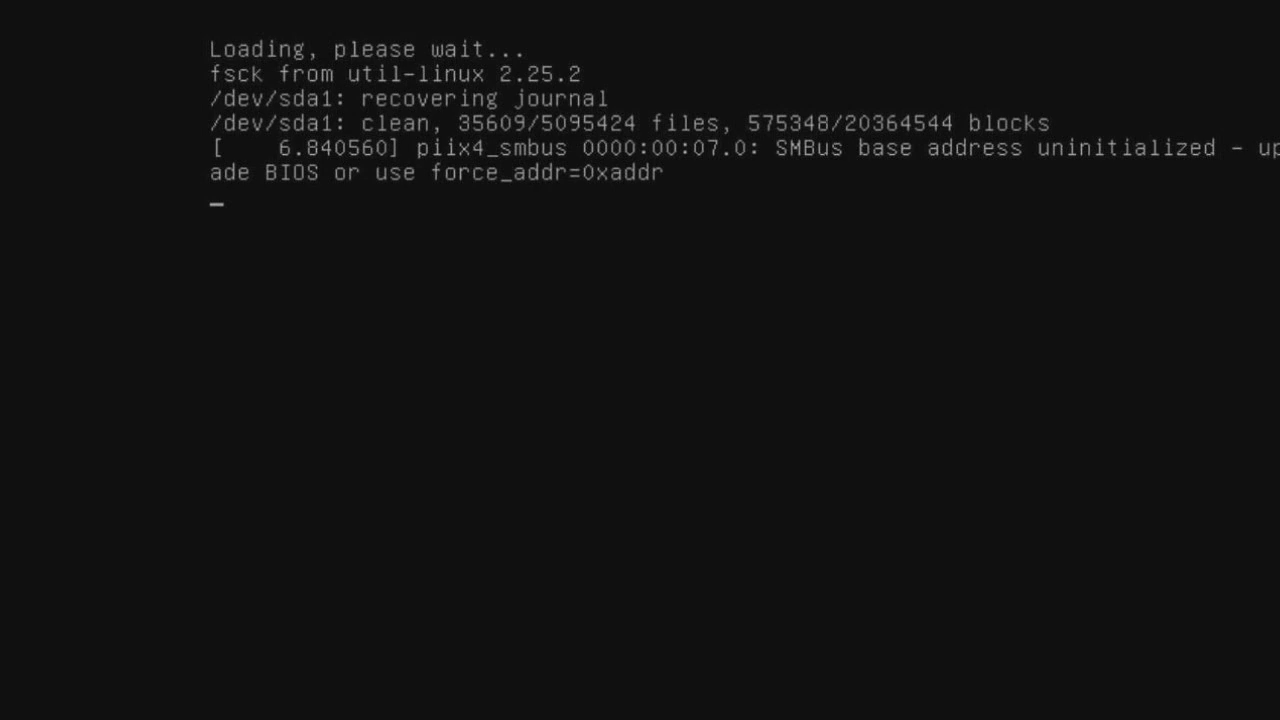 Loading, please wait...
fsck from util-linux 2.25.2
/dev/sda1: recovering journal
/dev/sda1: clean, 35609/5095424 files, 575348/20364544 blocks
[    6.840560] piix4_smbus 0000:00:07.0: SMBus base address uninitialized - up
ade BIOS or use force_addr=0xaddr
_